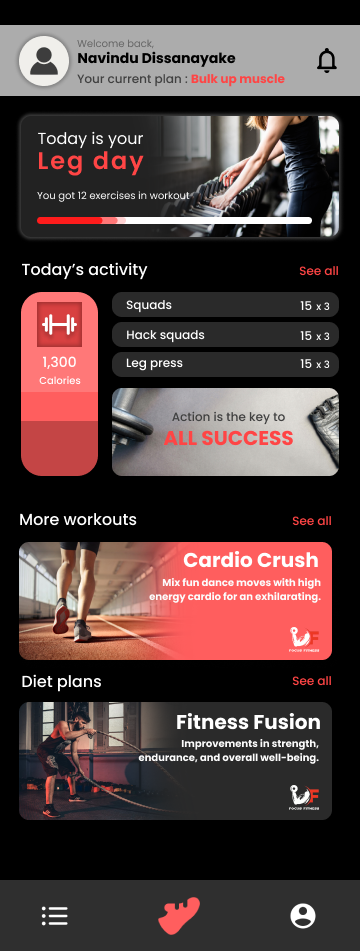 Welcome back,
Navindu Dissanayake
Your current plan : Bulk up muscle
Today is your
Leg day
You got 12 exercises in workout
Today's activity
See all
1,300
Calories
Squads 15 x 3
Hack squads 15 x 3
Leg press 15 x 3
Action is the key to
ALL SUCCESS
More workouts
See all
Cardio Crush
Mix fun dance moves with high
energy cardio for an exhilarating.
F
FOCUS FITNESS
Diet plans
See all
Fitness Fusion
Improvements in strength,
endurance, and overall well-being.
F
FOCUS FITNESS